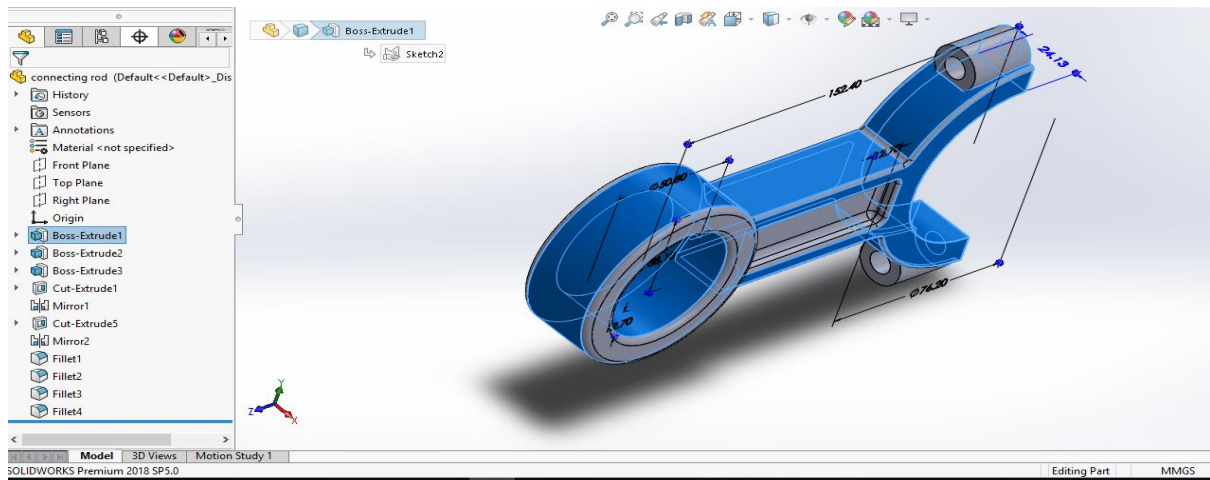 Boss-Extrude1
Sketch2
connecting rod (Default<<Default>_Dis
History
Sensors
Annotations
Material <not specified>
Front Plane
Top Plane
Right Plane
Origin
Boss-Extrude1
Boss-Extrude2
Boss-Extrude3
Cut-Extrude1
Mirror1
Cut-Extrude5
Mirror2
Fillet1
Fillet2
Fillet3
Fillet4
152.40
24.13
Ø50.80
Ø76.20
Y
Z
X
Model 3D Views Motion Study 1
SOLIDWORKS Premium 2018 SP5.0
Editing Part MMGS